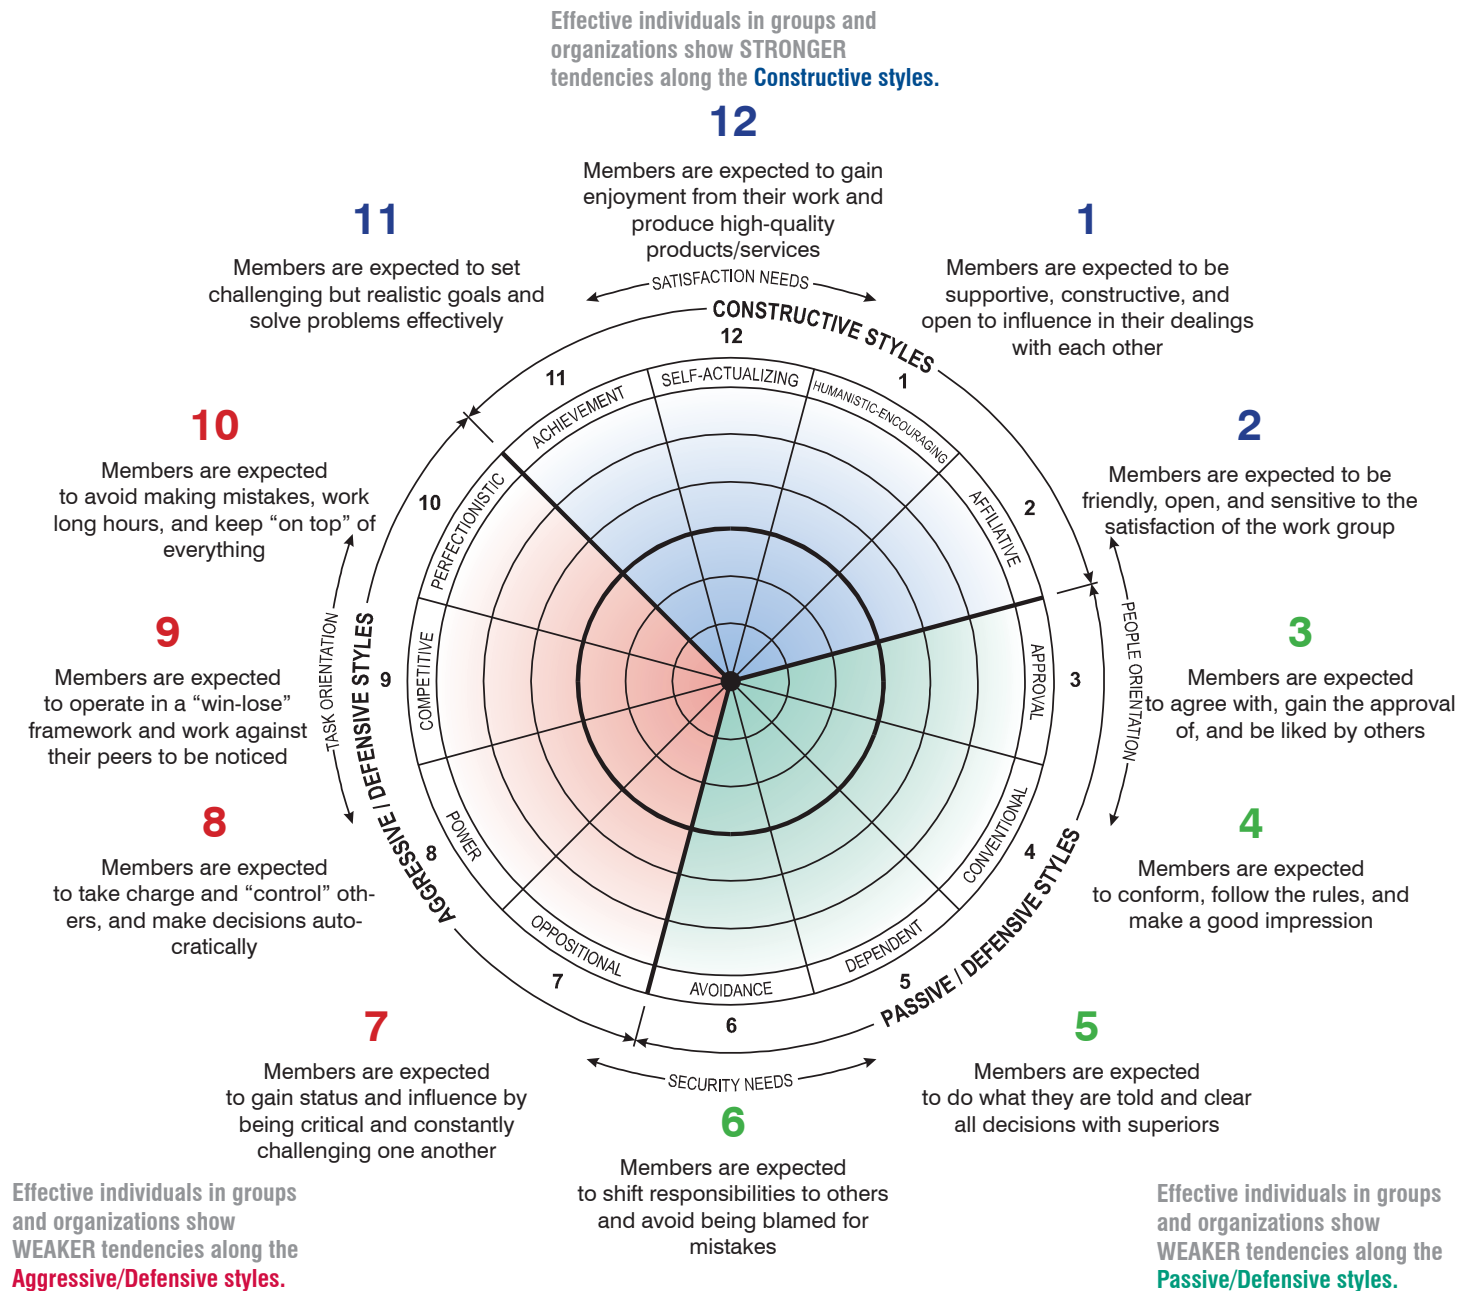 Effective individuals in groups and
organizations show STRONGER
tendencies along the Constructive styles.
12
Members are expected to gain
enjoyment from their work and
produce high-quality
products/services
11
Members are expected to set
challenging but realistic goals and
solve problems effectively
1
Members are expected to be
supportive, constructive, and
open to influence in their dealings
with each other
10
Members are expected
to avoid making mistakes, work
long hours, and keep “on top” of
everything
2
Members are expected to be
friendly, open, and sensitive to the
satisfaction of the work group
9
Members are expected
to operate in a “win-lose”
framework and work against
their peers to be noticed
3
Members are expected
to agree with, gain the approval
of, and be liked by others
8
Members are expected
to take charge and “control” oth-
ers, and make decisions auto-
cratically
4
Members are expected
to conform, follow the rules, and
make a good impression
7
Members are expected
to gain status and influence by
being critical and constantly
challenging one another
5
Members are expected
to do what they are told and clear
all decisions with superiors
6
Members are expected
to shift responsibilities to others
and avoid being blamed for
mistakes
SATISFACTION NEEDS
CONSTRUCTIVE STYLES
PEOPLE ORIENTATION
PASSIVE / DEFENSIVE STYLES
SECURITY NEEDS
AGGRESSIVE / DEFENSIVE STYLES
TASK ORIENTATION
12
SELF-ACTUALIZING
1
HUMANISTIC-ENCOURAGING
2
AFFILIATIVE
3
APPROVAL
4
CONVENTIONAL
5
DEPENDENT
6
AVOIDANCE
7
OPPOSITIONAL
8
POWER
9
COMPETITIVE
10
PERFECTIONISTIC
11
ACHIEVEMENT
Effective individuals in groups
and organizations show
WEAKER tendencies along the
Aggressive/Defensive styles.
Effective individuals in groups
and organizations show
WEAKER tendencies along the
Passive/Defensive styles.